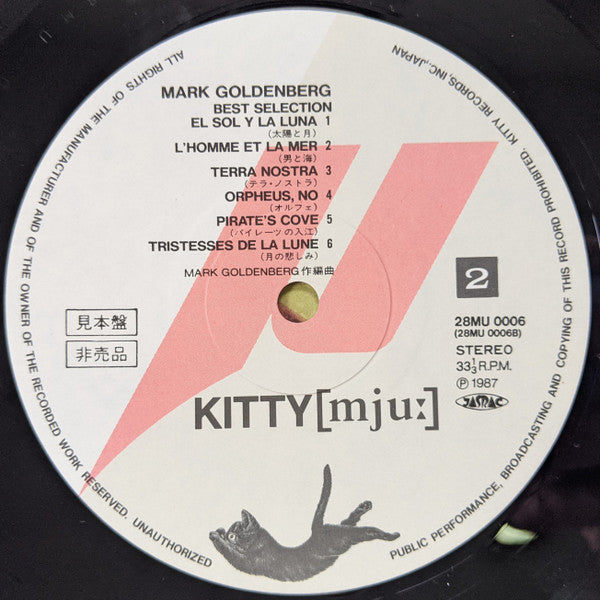 MARK GOLDENBERG
BEST SELECTION
EL SOL Y LA LUNA 1
(太陽と月)
L'HOMME ET LA MER 2
(男と海)
TERRA NOSTRA 3
(テラ・ノストラ)
ORPHEUS, NO 4
(オルフェ)
PIRATE'S COVE 5
(パイレーツの入江)
TRISTESSES DE LA LUNE 6
(月の悲しみ)
MARK GOLDENBERG 作編曲
2
見本盤
非売品
28MU 0006
(28MU 0006B)
STEREO
33⅓ R.P.M.
Ⓟ 1987
JASRAC
KITTY [mju:]
ALL RIGHTS OF THE MANUFACTURER AND OF THE OWNER OF THE RECORDED WORK RESERVED. UNAUTHORIZED PUBLIC PERFORMANCE, BROADCASTING AND COPYING OF THIS RECORD PROHIBITED. KITTY RECORDS, INC., JAPAN